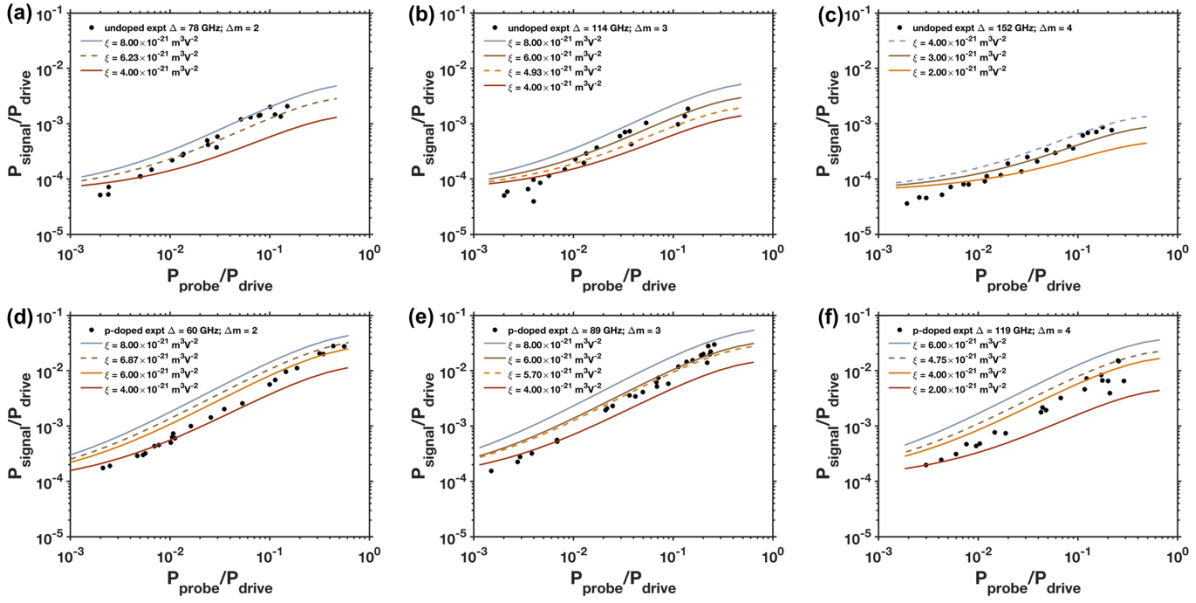 (a)
undoped expt Δ = 78 GHz; Δm = 2
ξ = 8.00×10⁻²¹ m³V⁻²
ξ = 6.23×10⁻²¹ m³V⁻²
ξ = 4.00×10⁻²¹ m³V⁻²
10⁻¹
10⁻²
10⁻³
10⁻⁴
10⁻⁵
P_signal/P_drive
10⁻³ 10⁻² 10⁻¹ 10⁰
P_probe/P_drive
(b)
undoped expt Δ = 114 GHz; Δm = 3
ξ = 8.00×10⁻²¹ m³V⁻²
ξ = 6.00×10⁻²¹ m³V⁻²
ξ = 4.93×10⁻²¹ m³V⁻²
ξ = 4.00×10⁻²¹ m³V⁻²
10⁻¹
10⁻²
10⁻³
10⁻⁴
10⁻⁵
P_signal/P_drive
10⁻³ 10⁻² 10⁻¹ 10⁰
P_probe/P_drive
(c)
undoped expt Δ = 152 GHz; Δm = 4
ξ = 4.00×10⁻²¹ m³V⁻²
ξ = 3.00×10⁻²¹ m³V⁻²
ξ = 2.00×10⁻²¹ m³V⁻²
10⁻¹
10⁻²
10⁻³
10⁻⁴
10⁻⁵
P_signal/P_drive
10⁻³ 10⁻² 10⁻¹ 10⁰
P_probe/P_drive
(d)
p-doped expt Δ = 60 GHz; Δm = 2
ξ = 8.00×10⁻²¹ m³V⁻²
ξ = 6.87×10⁻²¹ m³V⁻²
ξ = 6.00×10⁻²¹ m³V⁻²
ξ = 4.00×10⁻²¹ m³V⁻²
10⁻¹
10⁻²
10⁻³
10⁻⁴
10⁻⁵
P_signal/P_drive
10⁻³ 10⁻² 10⁻¹ 10⁰
P_probe/P_drive
(e)
p-doped expt Δ = 89 GHz; Δm = 3
ξ = 8.00×10⁻²¹ m³V⁻²
ξ = 6.00×10⁻²¹ m³V⁻²
ξ = 5.70×10⁻²¹ m³V⁻²
ξ = 4.00×10⁻²¹ m³V⁻²
10⁻¹
10⁻²
10⁻³
10⁻⁴
10⁻⁵
P_signal/P_drive
10⁻³ 10⁻² 10⁻¹ 10⁰
P_probe/P_drive
(f)
p-doped expt Δ = 119 GHz; Δm = 4
ξ = 6.00×10⁻²¹ m³V⁻²
ξ = 4.75×10⁻²¹ m³V⁻²
ξ = 4.00×10⁻²¹ m³V⁻²
ξ = 2.00×10⁻²¹ m³V⁻²
10⁻¹
10⁻²
10⁻³
10⁻⁴
10⁻⁵
P_signal/P_drive
10⁻³ 10⁻² 10⁻¹ 10⁰
P_probe/P_drive